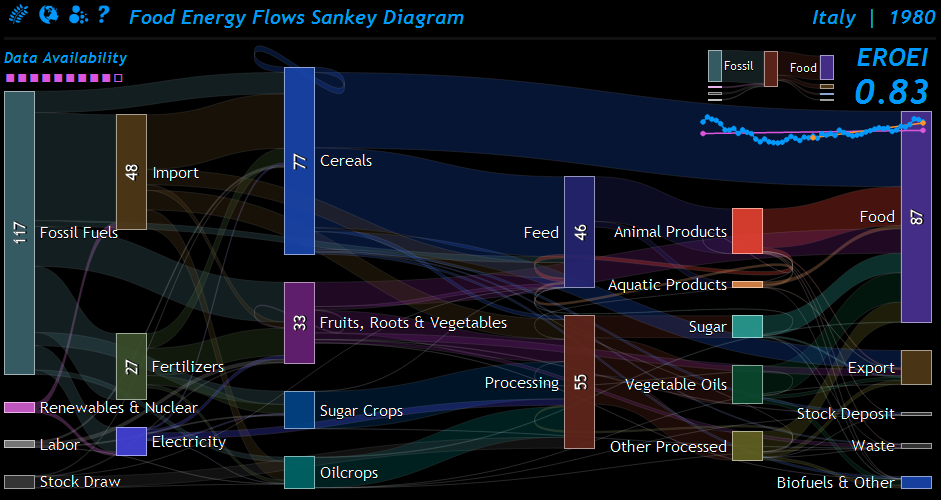 ? Food Energy Flows Sankey Diagram
Italy | 1980
Data Availability
EROEI
0.83
Fossil
Food
117
Fossil Fuels
Renewables & Nuclear
Labor
Stock Draw
48
Import
27
Fertilizers
Electricity
77
Cereals
33
Fruits, Roots & Vegetables
Sugar Crops
Oilcrops
Feed
46
Processing
55
Animal Products
Aquatic Products
Sugar
Vegetable Oils
Other Processed
Food
87
Export
Stock Deposit
Waste
Biofuels & Other